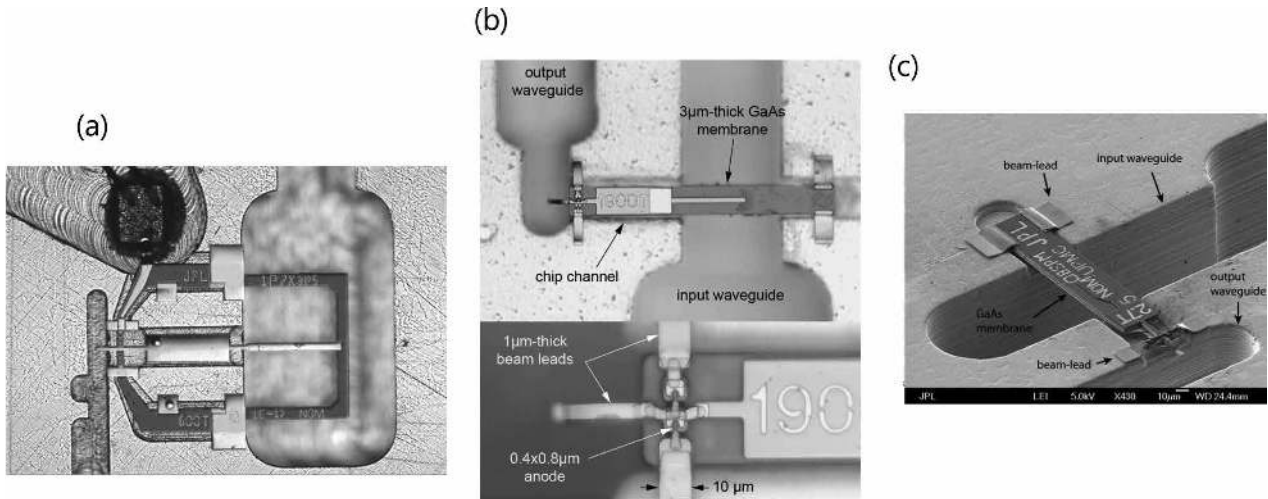 (a)
JPL
(b)
output
waveguide
3µm-thick GaAs
membrane
chip channel
input waveguide
1µm-thick
beam leads
190
0.4x0.8µm
anode
10 µm
(c)
beam-lead
input waveguide
output
waveguide
GaAs
membrane
beam-lead
JPL
LEI 5.0kV X430 10µm WD 24.4mm